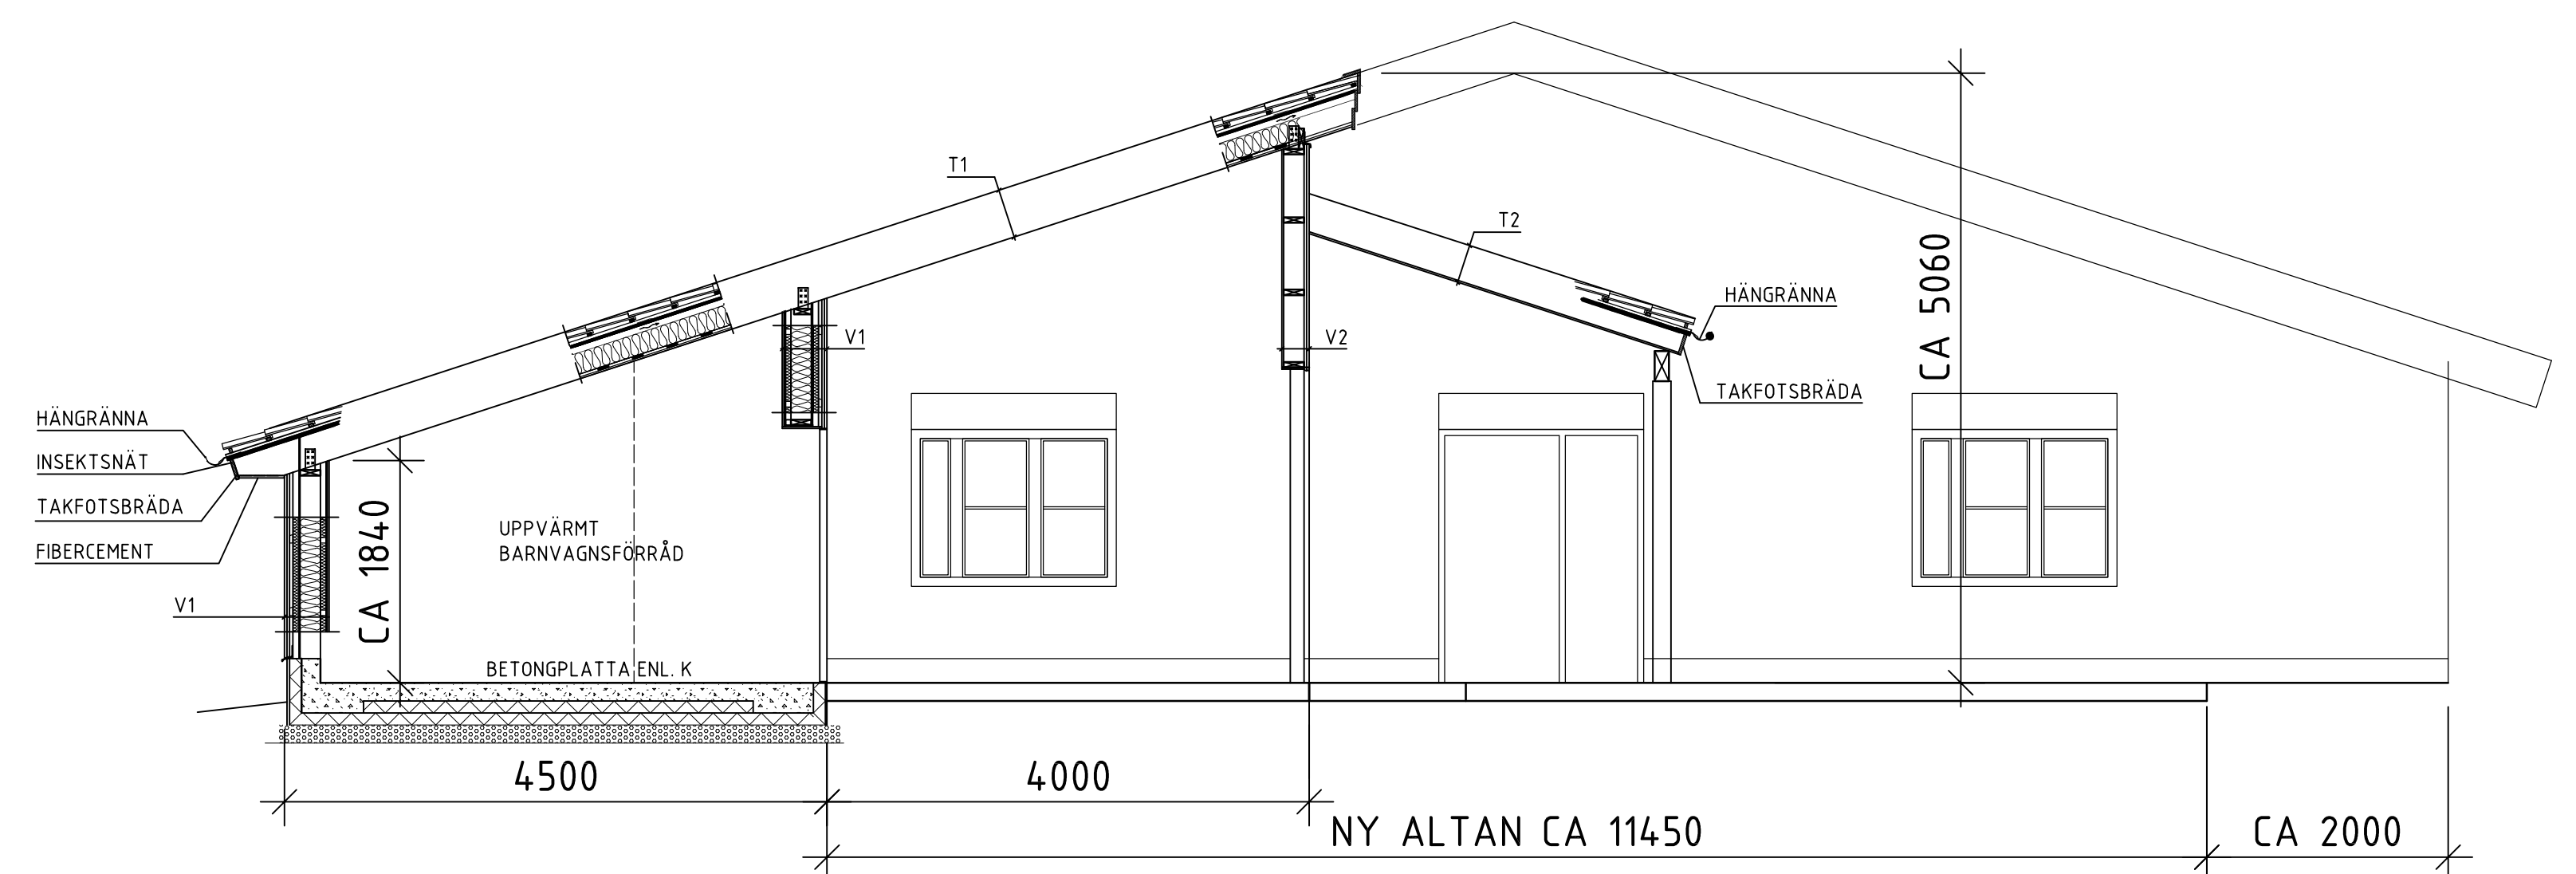 T1
T2
HÄNGRÄNNA
CA 5060
V1
V2
TAKFOTSBRÄDA
HÄNGRÄNNA
INSEKTSNÄT
TAKFOTSBRÄDA
FIBERCEMENT
V1
CA 1840
UPPVÄRMT
BARNVAGNSFÖRRÅD
BETONGPLATTA ENL. K
4500
4000
NY ALTAN CA 11450
CA 2000